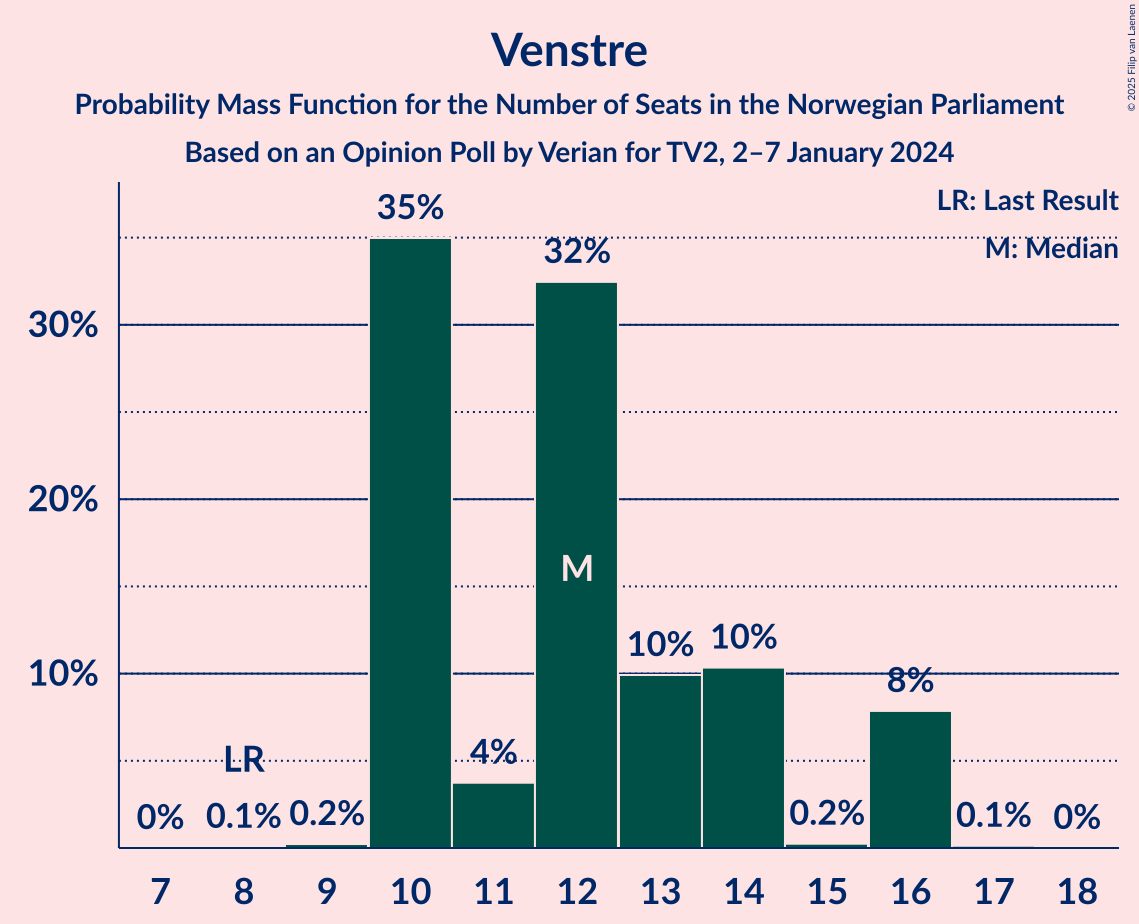 © 2025 Filip van Laenen
Venstre
Probability Mass Function for the Number of Seats in the Norwegian Parliament
Based on an Opinion Poll by Verian for TV2, 2–7 January 2024
LR: Last Result
M: Median
35%
32%
30%
20%
M
10%
10%
10%
8%
LR
4%
0%
0.1%
0.2%
0.2%
0.1%
0%
7 8 9 10 11 12 13 14 15 16 17 18